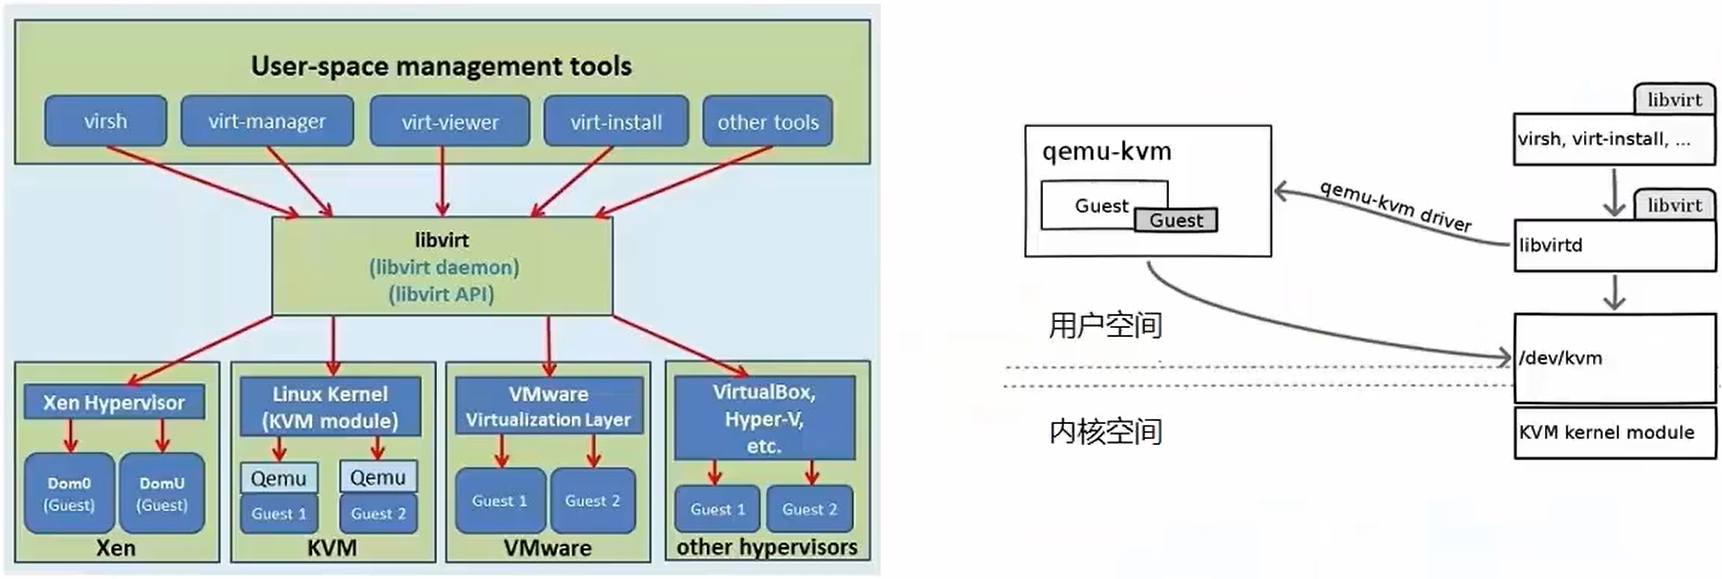 User-space management tools
virsh
virt-manager
virt-viewer
virt-install
other tools
libvirt
(libvirt daemon)
(libvirt API)
Xen Hypervisor
Dom0
(Guest)
DomU
(Guest)
Xen
Linux Kernel
(KVM module)
Qemu
Guest 1
Qemu
Guest 2
KVM
VMware
Virtualization Layer
Guest 1
Guest 2
VMware
VirtualBox,
Hyper-V,
etc.
Guest 1
Guest 2
other hypervisors
qemu-kvm
Guest
Guest
qemu-kvm driver
libvirt
virsh, virt-install, ...
libvirt
libvirtd
用户空间
/dev/kvm
内核空间
KVM kernel module